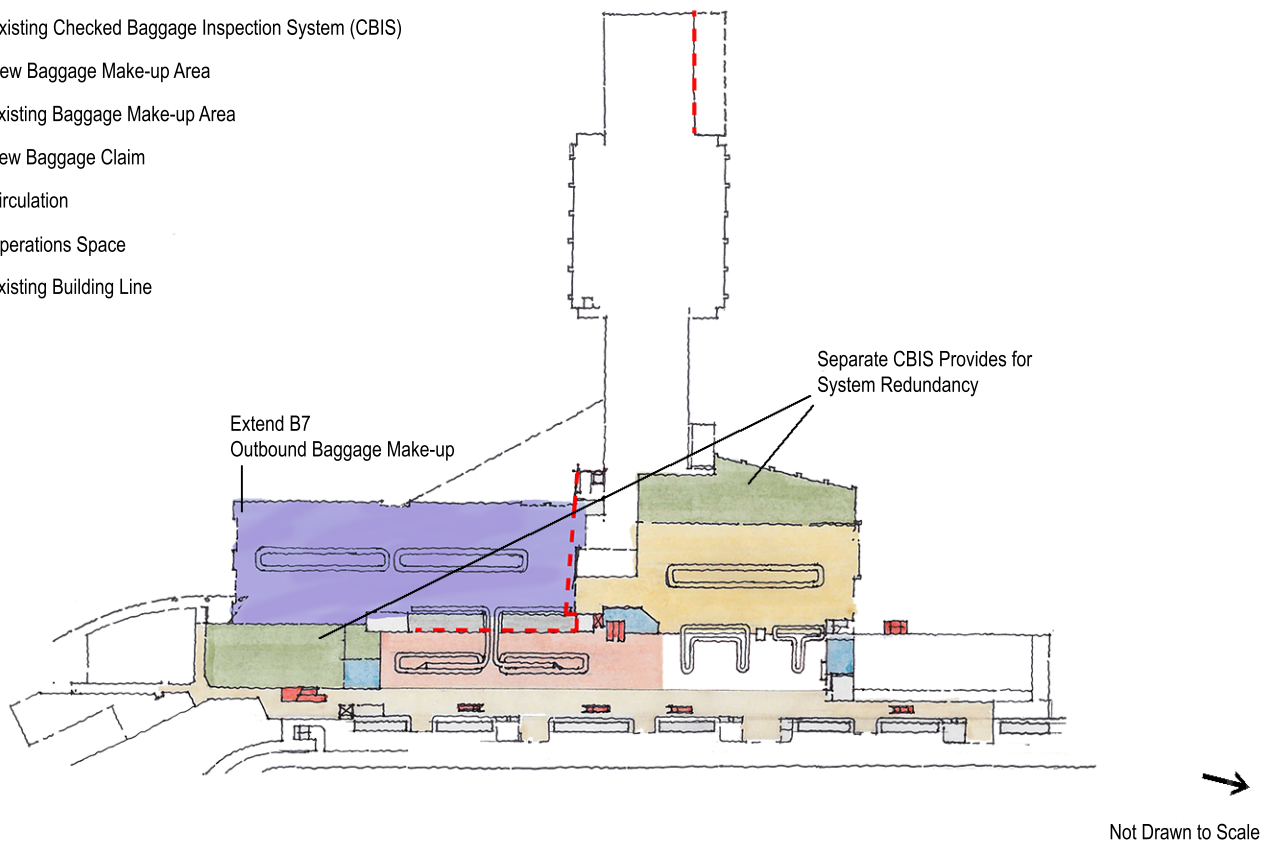 xisting Checked Baggage Inspection System (CBIS)
ew Baggage Make-up Area
xisting Baggage Make-up Area
ew Baggage Claim
irculation
perations Space
xisting Building Line
Separate CBIS Provides for
System Redundancy
Extend B7
Outbound Baggage Make-up
Not Drawn to Scale